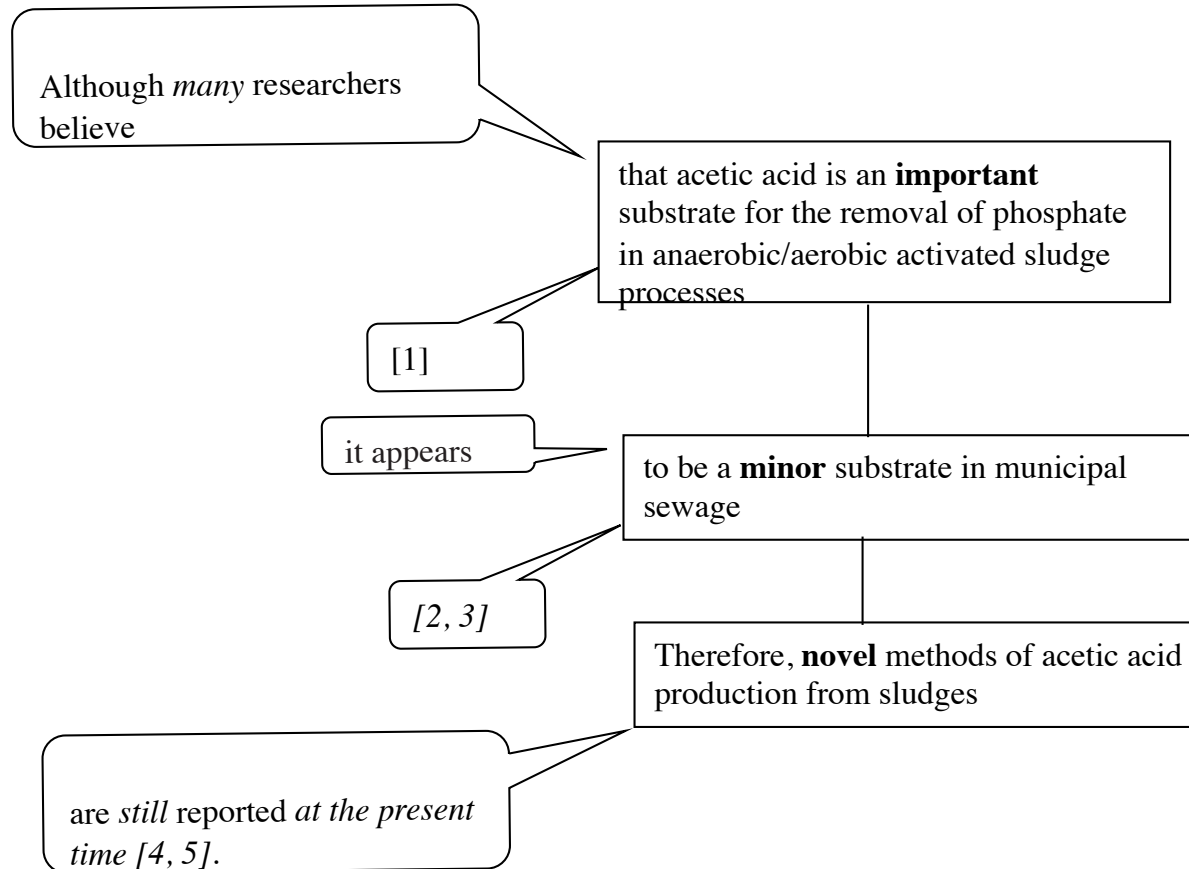 Although many researchers
believe
that acetic acid is an important
substrate for the removal of phosphate
in anaerobic/aerobic activated sludge
processes
[1]
it appears
to be a minor substrate in municipal
sewage
[2, 3]
Therefore, novel methods of acetic acid
production from sludges
are still reported at the present
time [4, 5].